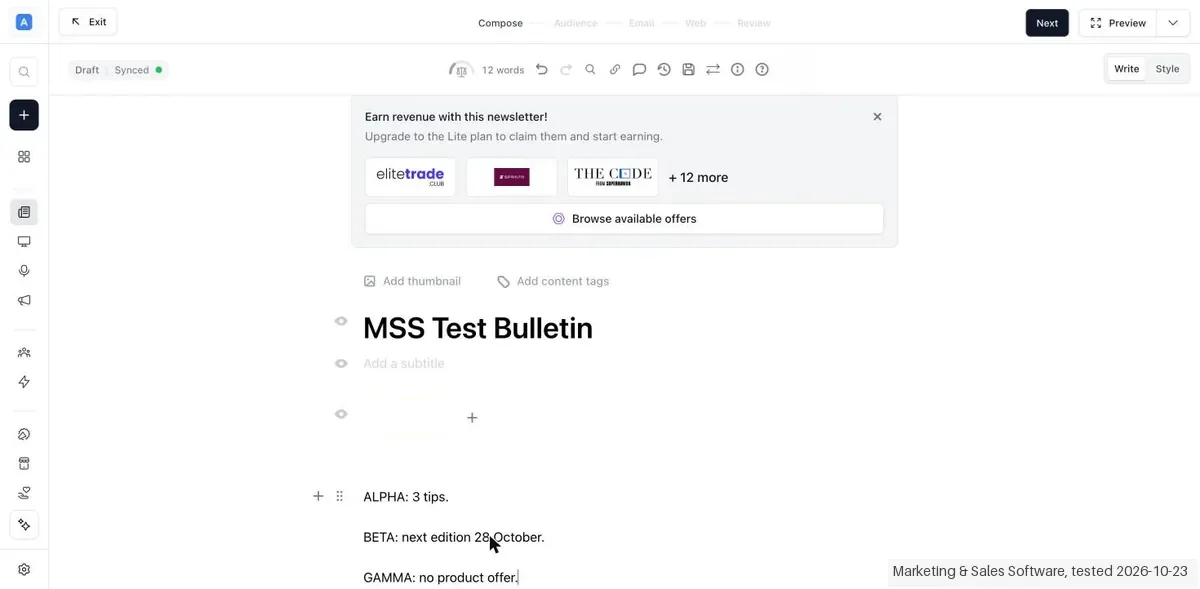 A
Exit
Compose
Audience
Email
Web
Review
Next
Preview
Draft
Synced
12 words
Write
Style
Earn revenue with this newsletter!
Upgrade to the Lite plan to claim them and start earning.
elitetrade
.CLUB
SPRINTO
THE CODE
FROM SUPERHUMAN
+ 12 more
Browse available offers
Add thumbnail
Add content tags
MSS Test Bulletin
Add a subtitle
ALPHA: 3 tips.
BETA: next edition 28 October.
GAMMA: no product offer.
Marketing & Sales Software, tested 2026-10-23